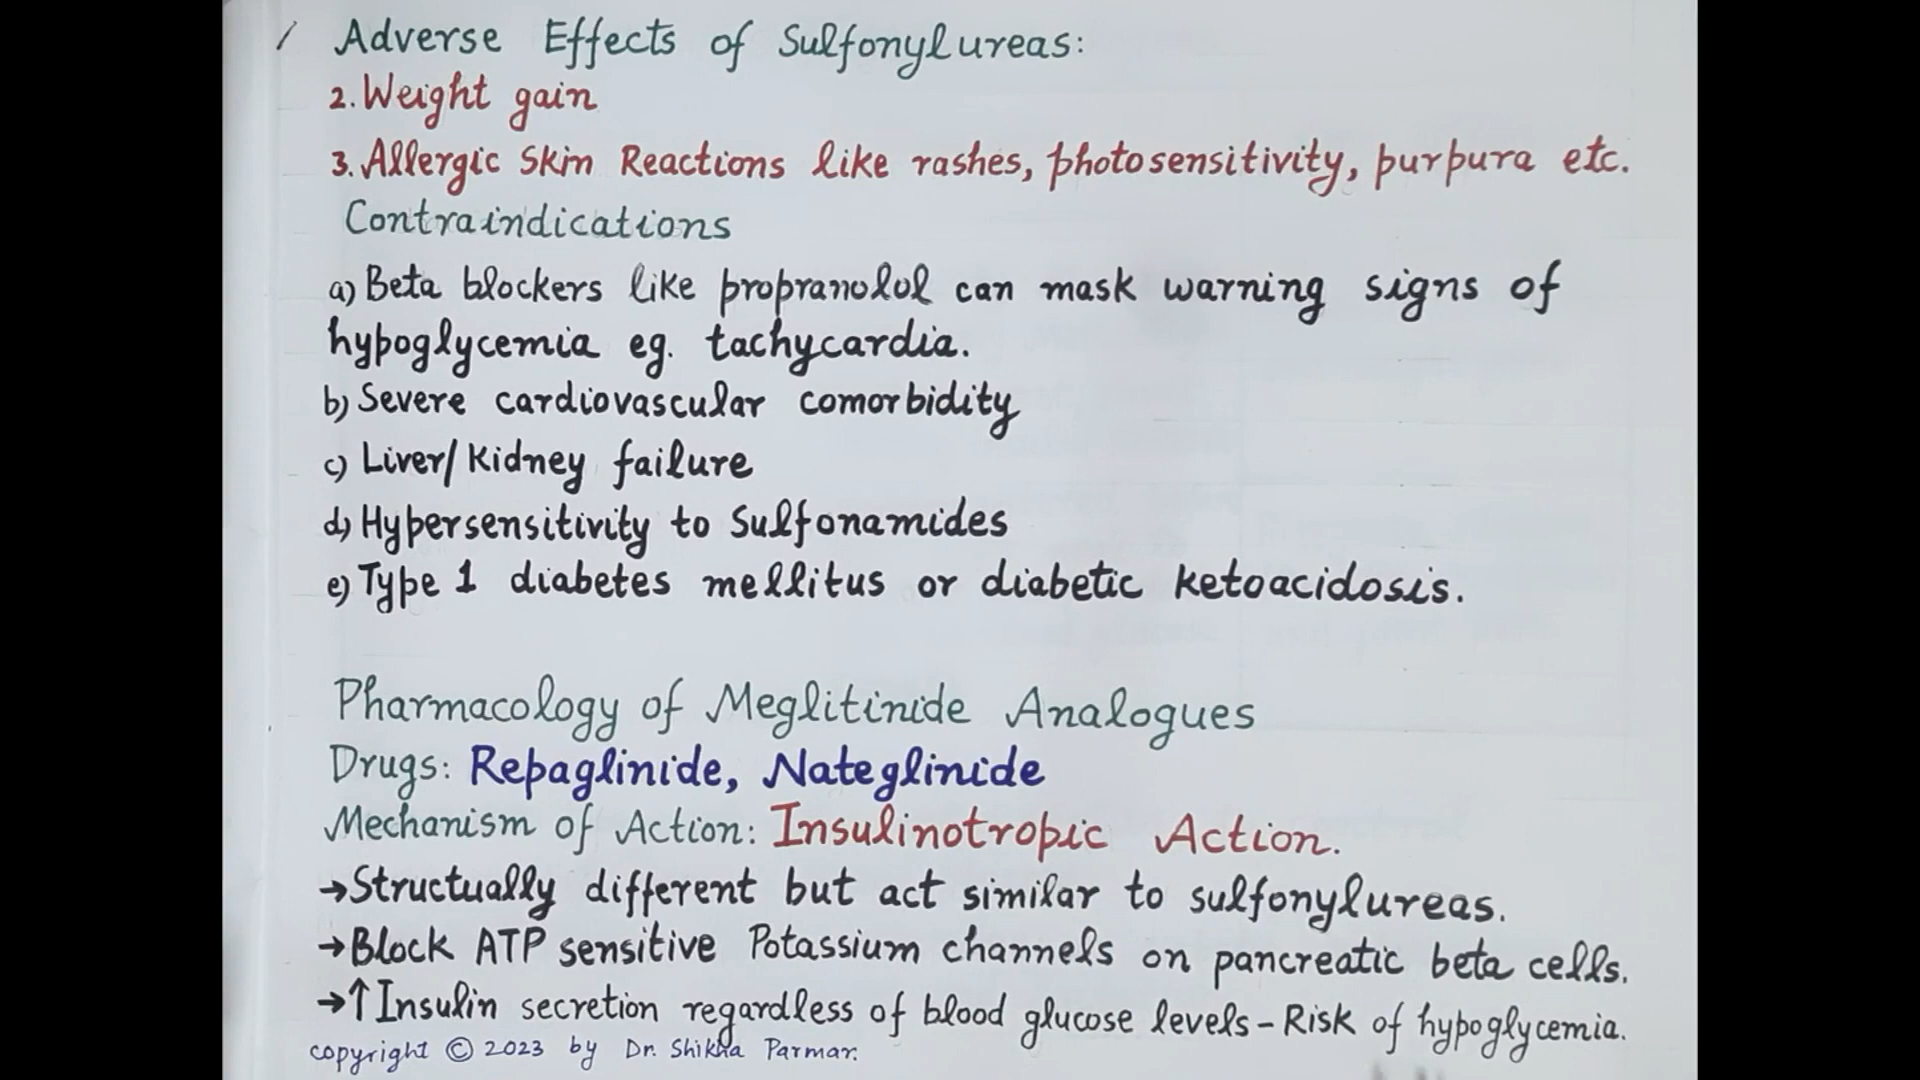 Adverse Effects of Sulfonylureas:
2. Weight gain
3. Allergic Skin Reactions like rashes, photosensitivity, purpura etc.
Contraindications
a) Beta blockers like propranolol can mask warning signs of
hypoglycemia eg. tachycardia.
b) Severe cardiovascular comorbidity
c) Liver/Kidney failure
d) Hypersensitivity to Sulfonamides
e) Type 1 diabetes mellitus or diabetic ketoacidosis.
Pharmacology of Meglitinide Analogues
Drugs: Repaglinide, Nateglinide
Mechanism of Action: Insulinotropic Action.
→Structually different but act similar to sulfonylureas.
→Block ATP sensitive Potassium channels on pancreatic beta cells.
→↑Insulin secretion regardless of blood glucose levels - Risk of hypoglycemia.
copyright © 2023 by Dr. Shikha Parmar.